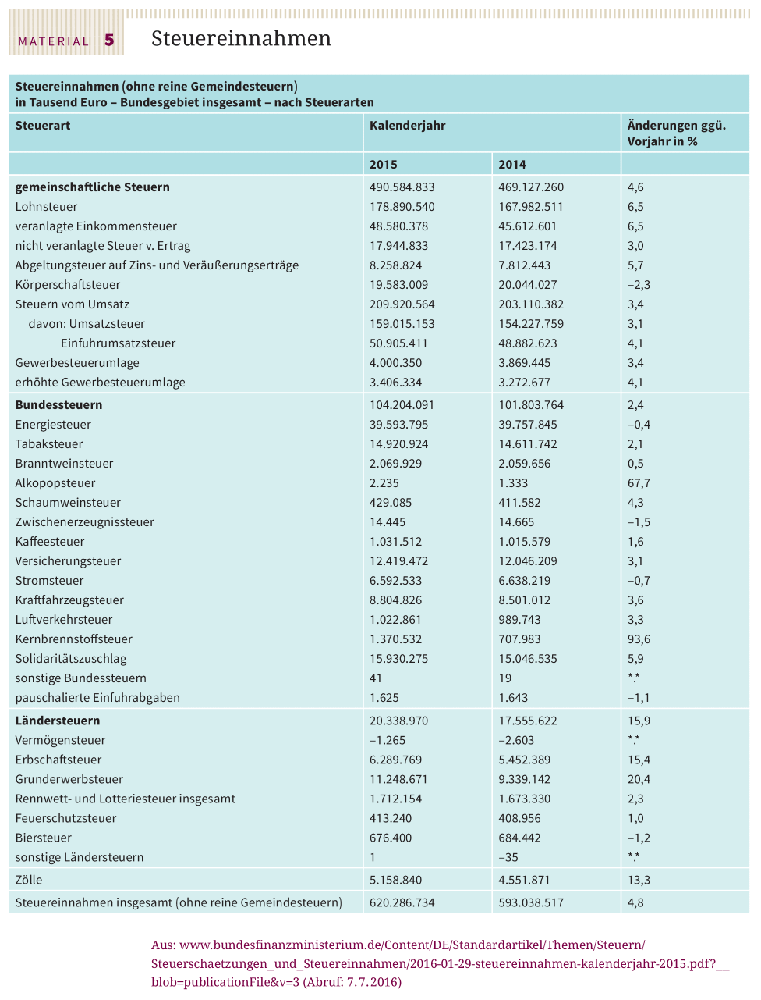 MATERIAL 5
Steuereinnahmen
Steuereinnahmen (ohne reine Gemeindesteuern)
in Tausend Euro – Bundesgebiet insgesamt – nach Steuerarten
Steuerart Kalenderjahr Änderungen ggü.
Vorjahr in %
2015 2014
gemeinschaftliche Steuern 490.584.833 469.127.260 4,6
Lohnsteuer 178.890.540 167.982.511 6,5
veranlagte Einkommensteuer 48.580.378 45.612.601 6,5
nicht veranlagte Steuer v. Ertrag 17.944.833 17.423.174 3,0
Abgeltungsteuer auf Zins- und Veräußerungserträge 8.258.824 7.812.443 5,7
Körperschaftsteuer 19.583.009 20.044.027 –2,3
Steuern vom Umsatz 209.920.564 203.110.382 3,4
davon: Umsatzsteuer 159.015.153 154.227.759 3,1
Einfuhrumsatzsteuer 50.905.411 48.882.623 4,1
Gewerbesteuerumlage 4.000.350 3.869.445 3,4
erhöhte Gewerbesteuerumlage 3.406.334 3.272.677 4,1
Bundessteuern 104.204.091 101.803.764 2,4
Energiesteuer 39.593.795 39.757.845 –0,4
Tabaksteuer 14.920.924 14.611.742 2,1
Branntweinsteuer 2.069.929 2.059.656 0,5
Alkopopsteuer 2.235 1.333 67,7
Schaumweinsteuer 429.085 411.582 4,3
Zwischenerzeugnissteuer 14.445 14.665 –1,5
Kaffeesteuer 1.031.512 1.015.579 1,6
Versicherungsteuer 12.419.472 12.046.209 3,1
Stromsteuer 6.592.533 6.638.219 –0,7
Kraftfahrzeugsteuer 8.804.826 8.501.012 3,6
Luftverkehrsteuer 1.022.861 989.743 3,3
Kernbrennstoffsteuer 1.370.532 707.983 93,6
Solidaritätszuschlag 15.930.275 15.046.535 5,9
sonstige Bundessteuern 41 19 *.*
pauschalierte Einfuhrabgaben 1.625 1.643 –1,1
Ländersteuern 20.338.970 17.555.622 15,9
Vermögensteuer –1.265 –2.603 *.*
Erbschaftsteuer 6.289.769 5.452.389 15,4
Grunderwerbsteuer 11.248.671 9.339.142 20,4
Rennwett- und Lotteriesteuer insgesamt 1.712.154 1.673.330 2,3
Feuerschutzsteuer 413.240 408.956 1,0
Biersteuer 676.400 684.442 –1,2
sonstige Ländersteuern 1 –35 *.*
Zölle 5.158.840 4.551.871 13,3
Steuereinnahmen insgesamt (ohne reine Gemeindesteuern) 620.286.734 593.038.517 4,8
Aus: www.bundesfinanzministerium.de/Content/DE/Standardartikel/Themen/Steuern/
Steuerschaetzungen_und_Steuereinnahmen/2016-01-29-steuereinnahmen-kalenderjahr-2015.pdf?__
blob=publicationFile&v=3 (Abruf: 7.7.2016)